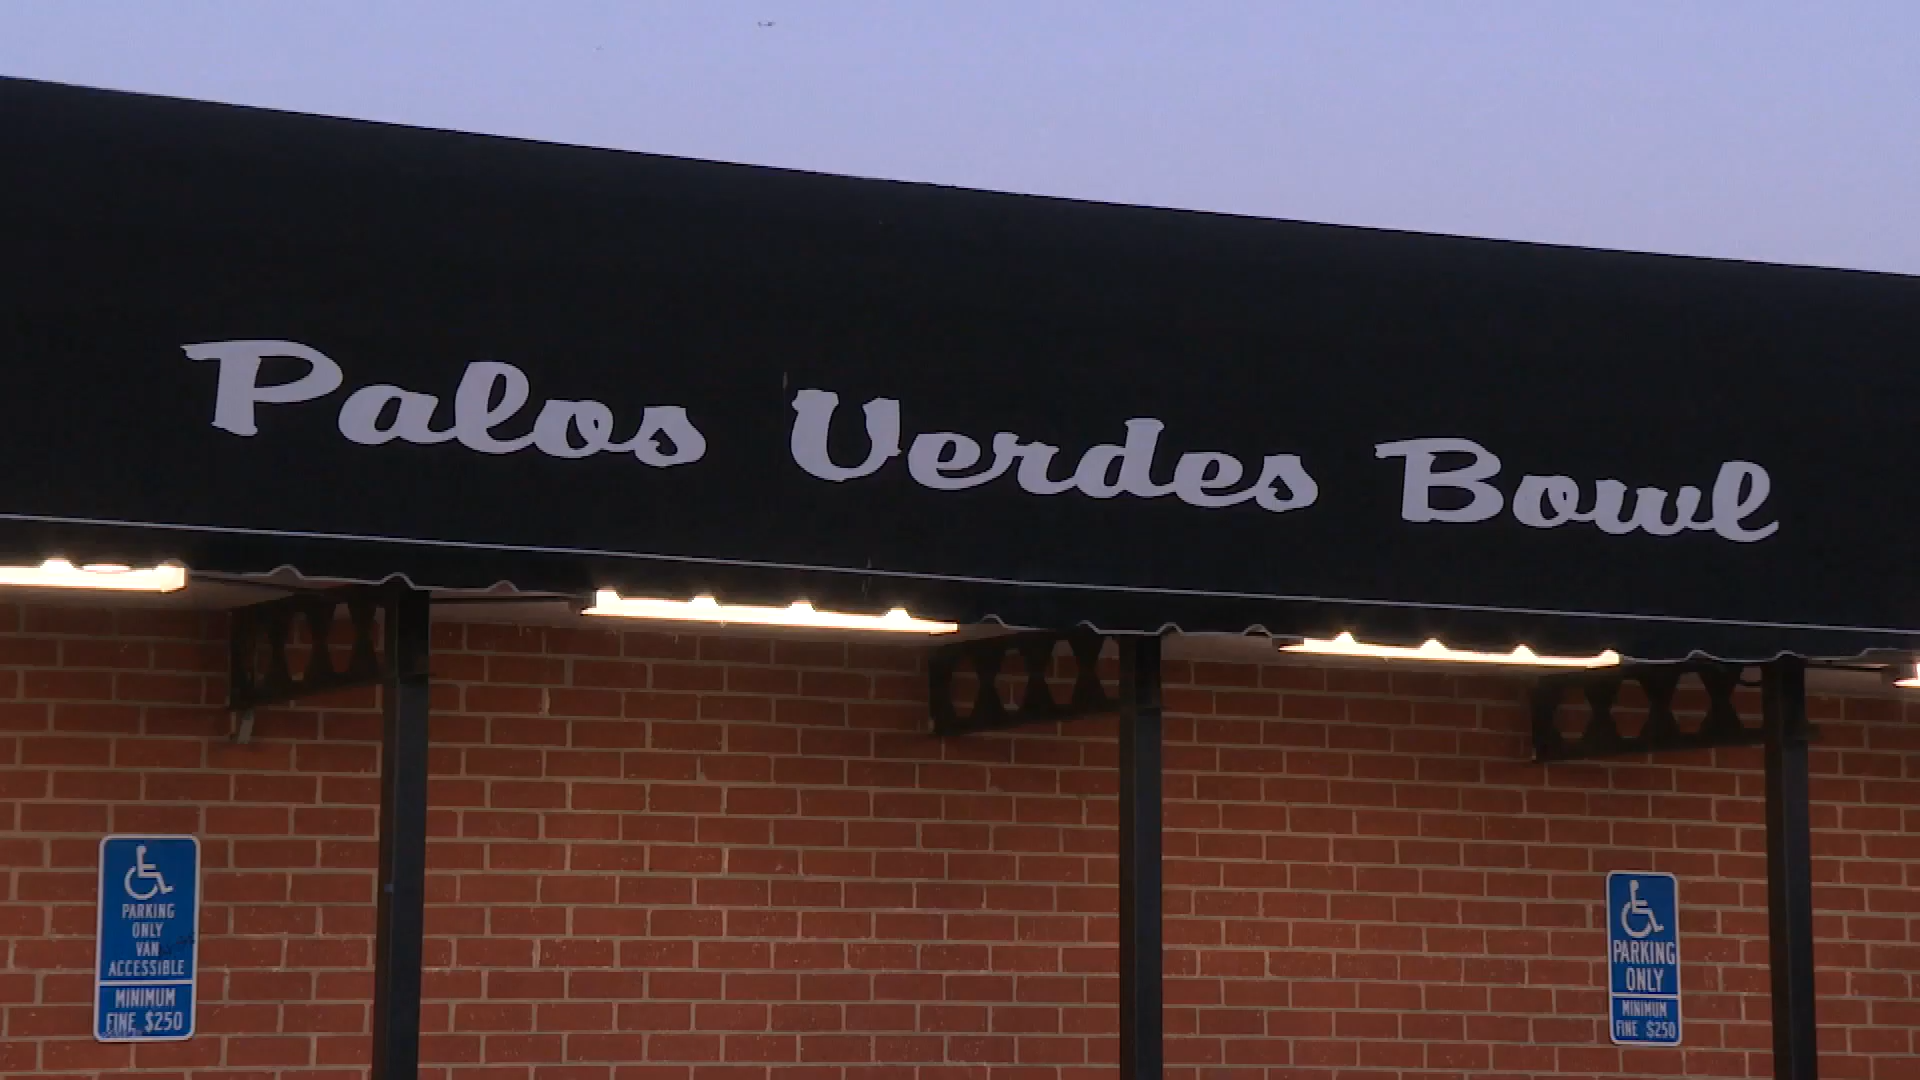 Palos Verdes Bowl
PARKING
ONLY
VAN
ACCESSIBLE
MINIMUM
FINE $250
PARKING
ONLY
MINIMUM
FINE $250